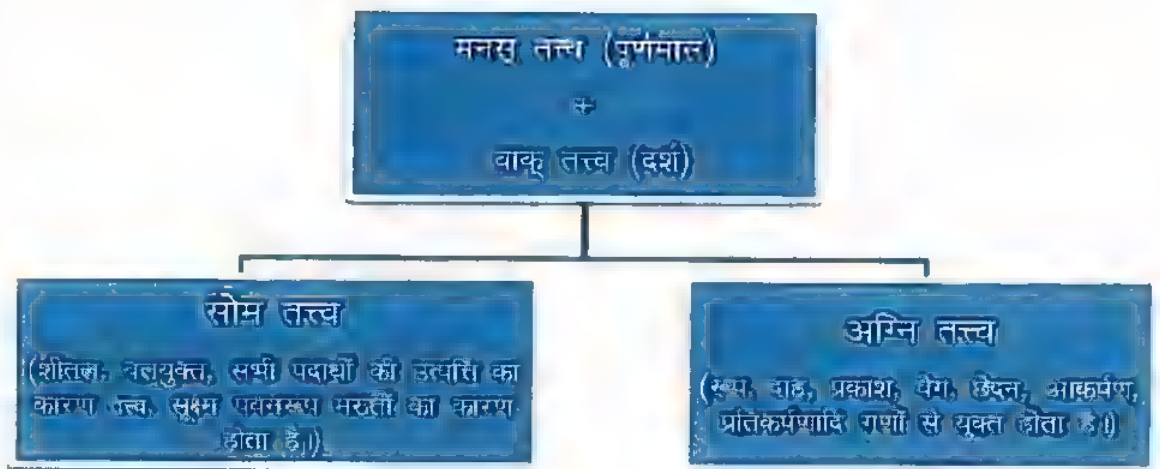 मनस् तत्त्व (पूर्णमास)
+
वाक् तत्त्व (दर्श)
सोम तत्त्व
(शीतल, बलयुक्त, सभी पदार्थों की उत्पत्ति का
कारण तत्त्व, सूक्ष्म पवनरूप मरुतों का कारण
होता है।)
अग्नि तत्त्व
(रूप, दाह, प्रकाश, वेग, छेदन, आकर्षण,
प्रतिकर्षणादि गुणों से युक्त होता है।)